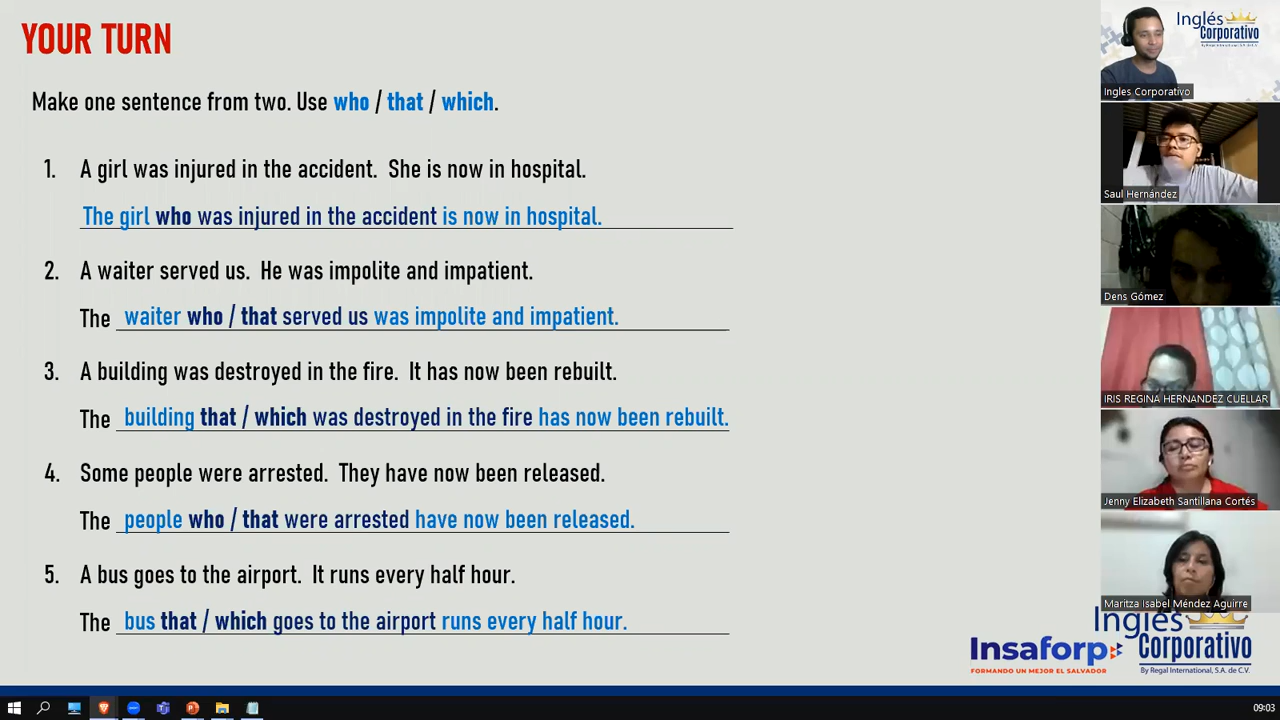 YOUR TURN
Make one sentence from two. Use who / that / which.
1. A girl was injured in the accident. She is now in hospital.
The girl who was injured in the accident is now in hospital.
2. A waiter served us. He was impolite and impatient.
The waiter who / that served us was impolite and impatient.
3. A building was destroyed in the fire. It has now been rebuilt.
The building that / which was destroyed in the fire has now been rebuilt.
4. Some people were arrested. They have now been released.
The people who / that were arrested have now been released.
5. A bus goes to the airport. It runs every half hour.
The bus that / which goes to the airport runs every half hour.
Inglés
Corporativo
By Regal International, S.A. de C.V.
Ingles Corporativo
Saul Hernández
Dens Gómez
IRIS REGINA HERNANDEZ CUELLAR
Jenny Elizabeth Santillana Cortés
Maritza Isabel Méndez Aguirre
Insaforp
FORMANDO UN MEJOR EL SALVADOR
Inglés
Corporativo
By Regal International, S.A. de C.V.
09:03